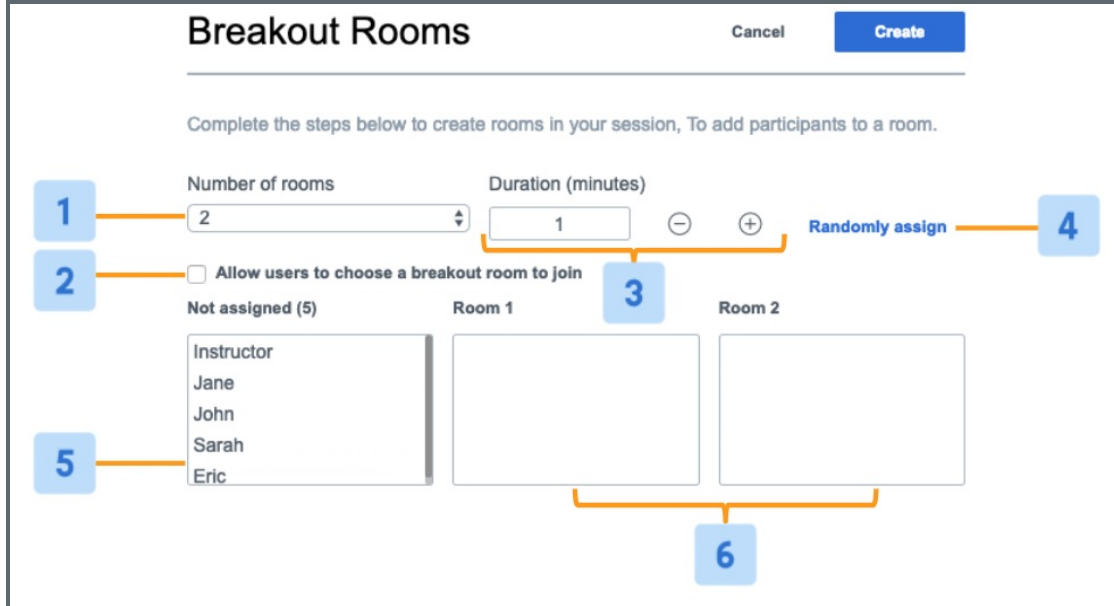 Breakout Rooms
Cancel
Create
Complete the steps below to create rooms in your session, To add participants to a room.
Number of rooms
Duration (minutes)
1
2
1
Randomly assign
4
2
Allow users to choose a breakout room to join
3
Not assigned (5)
Room 1
Room 2
Instructor
Jane
John
Sarah
Eric
5
6